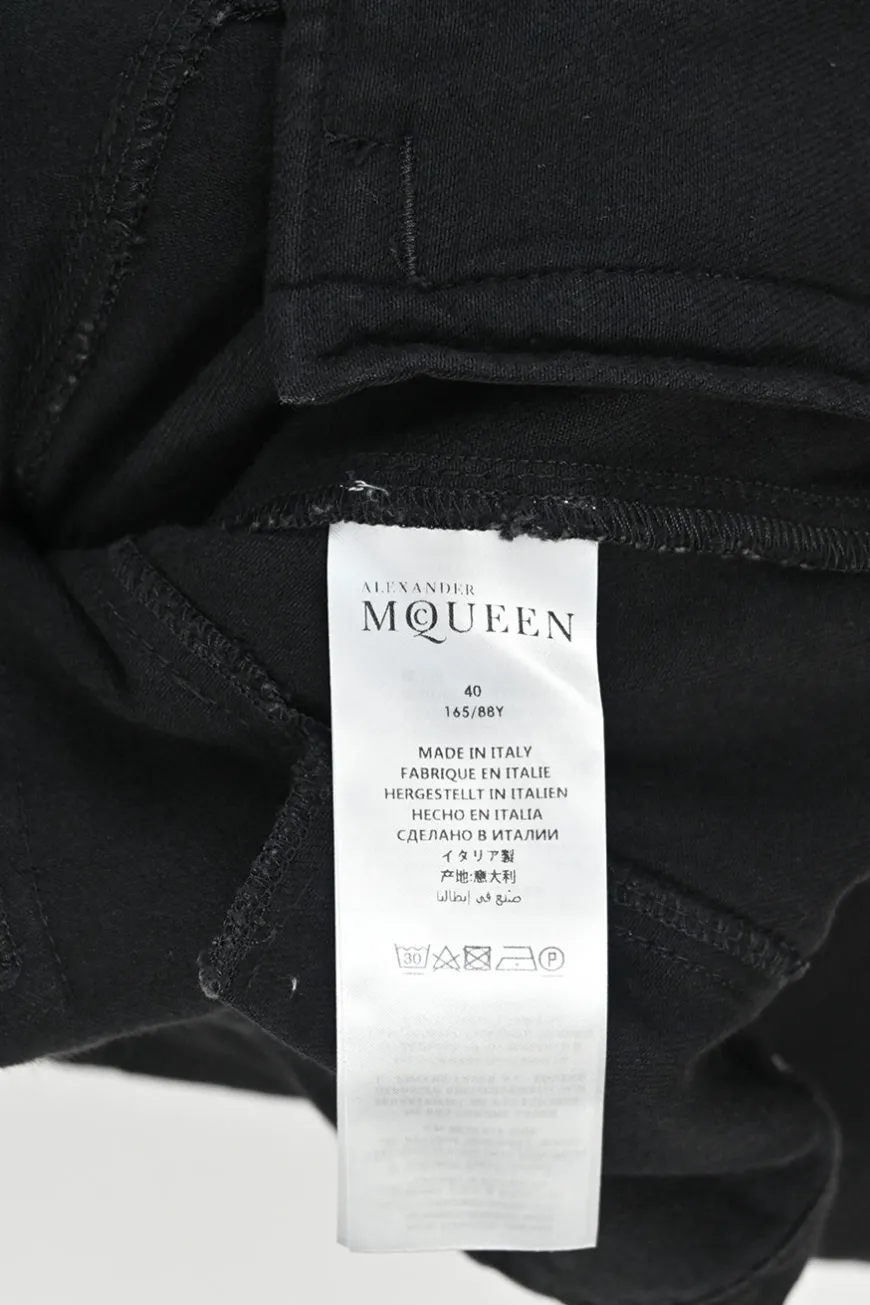 ALEXANDER
MCQUEEN
40
165/88Y
MADE IN ITALY
FABRIQUE EN ITALIE
HERGESTELLT IN ITALIEN
HECHO EN ITALIA
СДЕЛАНО В ИТАЛИИ
イタリア製
产地:意大利
صنع في إيطاليا
30
P